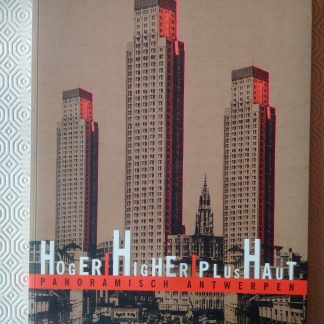 HOGER|HIGHER|PLUS HAUT
PANORAMISCH ANTWERPEN